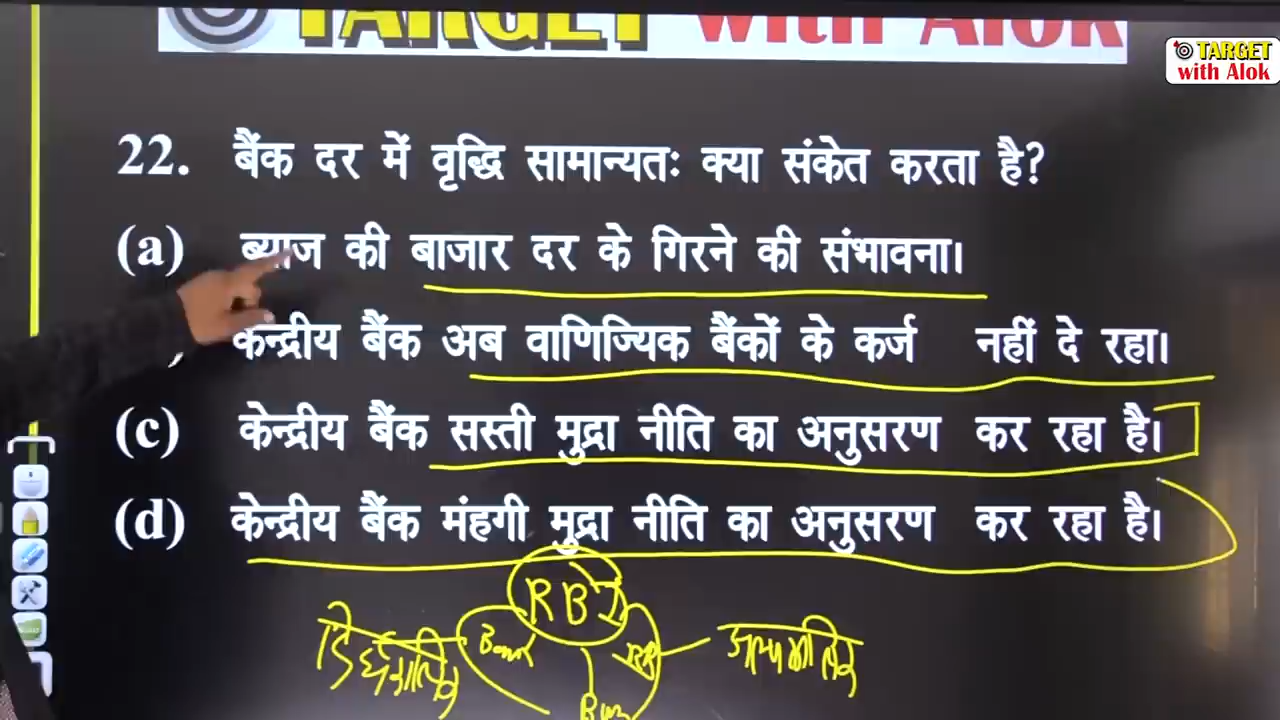 TARGET with Alok
TARGET
with Alok
22. बैंक दर में वृद्धि सामान्यतः क्या संकेत करता है?
(a) ब्याज की बाजार दर के गिरने की संभावना।
केन्द्रीय बैंक अब वाणिज्यिक बैंकों के कर्ज नहीं दे रहा।
(c) केन्द्रीय बैंक सस्ती मुद्रा नीति का अनुसरण कर रहा है।
(d) केन्द्रीय बैंक मंहगी मुद्रा नीति का अनुसरण कर रहा है।
RBI